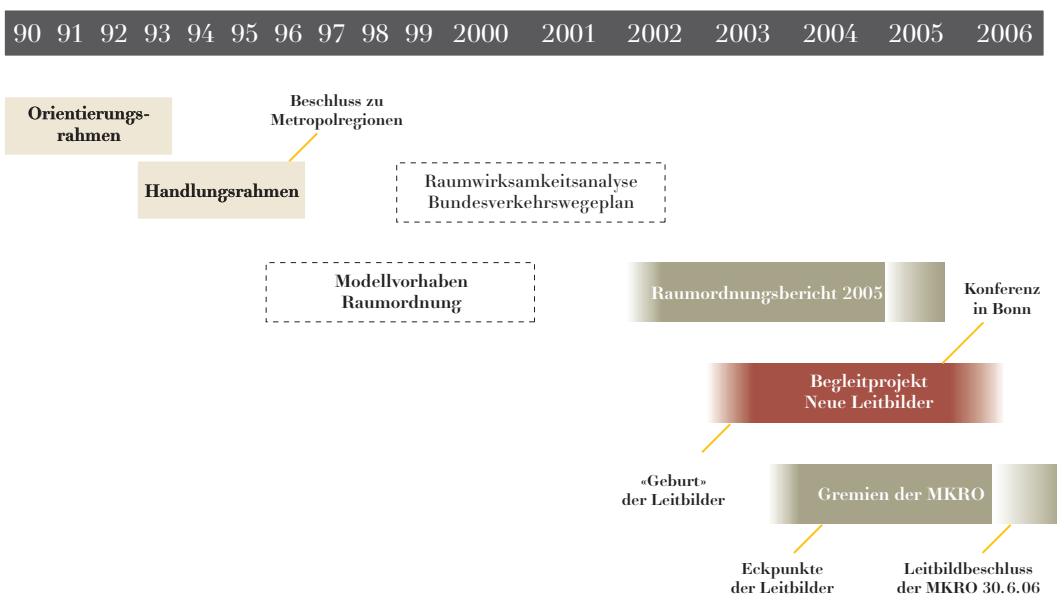 90 91 92 93 94 95 96 97 98 99 2000 2001 2002 2003 2004 2005 2006
Orientierungs-
rahmen
Beschluss zu
Metropolregionen
Handlungsrahmen
Raumwirksamkeitsanalyse
Bundesverkehrswegeplan
Modellvorhaben
Raumordnung
Raumordnungsbericht 2005
Konferenz
in Bonn
Begleitprojekt
Neue Leitbilder
«Geburt»
der Leitbilder
Gremien der MKRO
Eckpunkte
der Leitbilder
Leitbildbeschluss
der MKRO 30.6.06